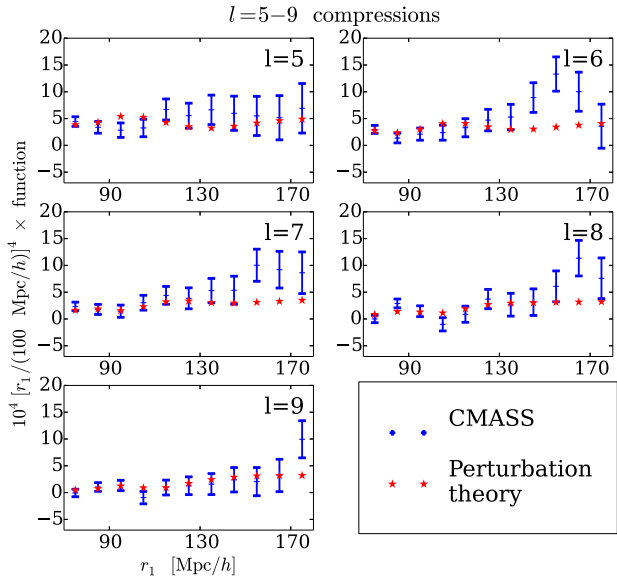 l=5−9 compressions
10⁴ [r₁/(100 Mpc/h)]⁴ × function
20
15
10
5
0
−5
l=5
90 130 170
20
15
10
5
0
−5
l=6
90 130 170
20
15
10
5
0
−5
l=7
90 130 170
20
15
10
5
0
−5
l=8
90 130 170
20
15
10
5
0
−5
l=9
90 130 170
r₁ [Mpc/h]
CMASS
Perturbation
theory